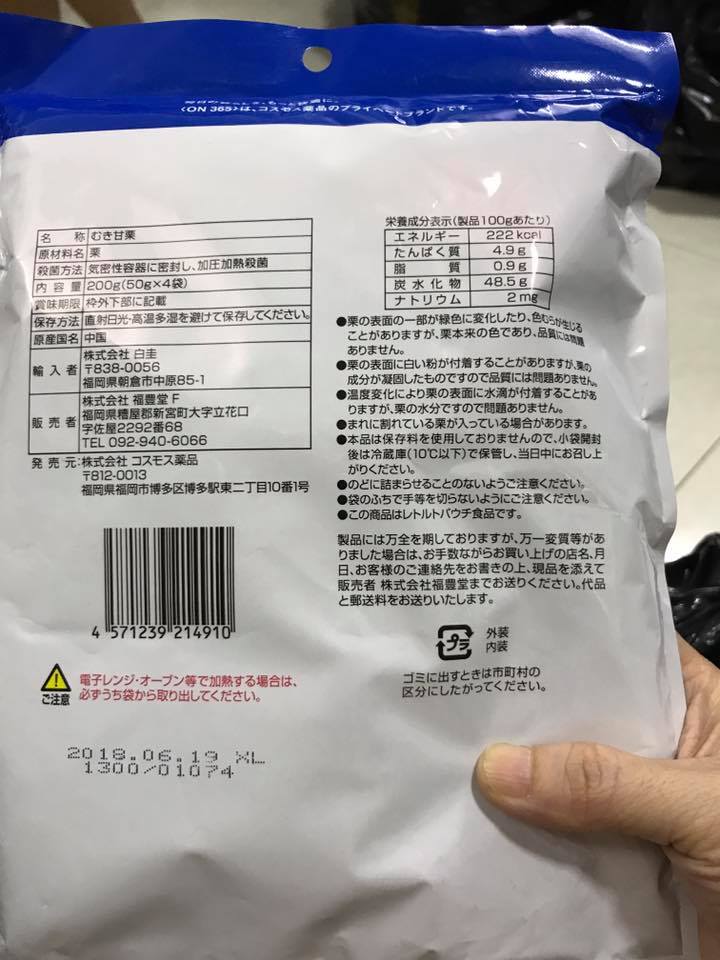 <ON 365>は、コスモス薬品のプライベートブランドです。
名 称 むき甘栗
原材料名 栗
殺菌方法 気密性容器に密封し、加圧加熱殺菌
内 容 量 200g(50g×4袋)
賞味期限 枠外下部に記載
保存方法 直射日光・高温多湿を避けて保存してください。
原産国名 中国
輸 入 者 株式会社 白圭
〒838-0056
福岡県朝倉市中原85-1
販 売 者 株式会社 福豊堂 F
福岡県糟屋郡新宮町大字立花口
字佐屋2292番68
TEL 092-940-6066
発 売 元:株式会社 コスモス薬品
〒812-0013
福岡県福岡市博多区博多駅東二丁目10番1号
4 571239 214910
ご注意
電子レンジ・オーブン等で加熱する場合は、
必ずうち袋から取り出してください。
2018.06.19 XL
1300/01074
栄養成分表示(製品100gあたり)
エネルギー 222 kcal
たんぱく質 4.9 g
脂 質 0.9 g
炭 水 化 物 48.5 g
ナトリウム 2 mg
●栗の表面の一部が緑色に変化したり、色むらが生じる
ことがありますが、栗本来の色であり、品質には問題
ありません。
●栗の表面に白い粉が付着することがありますが、栗の
成分が凝固したものですので品質には問題ありません。
●温度変化により栗の表面に水滴が付着することがあ
りますが、栗の水分ですので問題ありません。
●まれに割れている栗が入っている場合があります。
●本品は保存料を使用しておりませんので、小袋開封
後は冷蔵庫(10℃以下)で保管し、当日中にお召し上
がりください。
●のどに詰まらせることのないようご注意ください。
●袋のふちで手等を切らないようにご注意ください。
●この商品はレトルトパウチ食品です。
製品には万全を期しておりますが、万一変質等があ
りました場合は、お手数ながらお買い上げの店名、月
日、お客様のご連絡先をお書きの上、現品を添えて
販売者 株式会社福豊堂までお送りください。代品
と郵送料をお送りいたします。
プラ
外装
内装
ゴミに出すときは市町村の
区分にしたがってください。